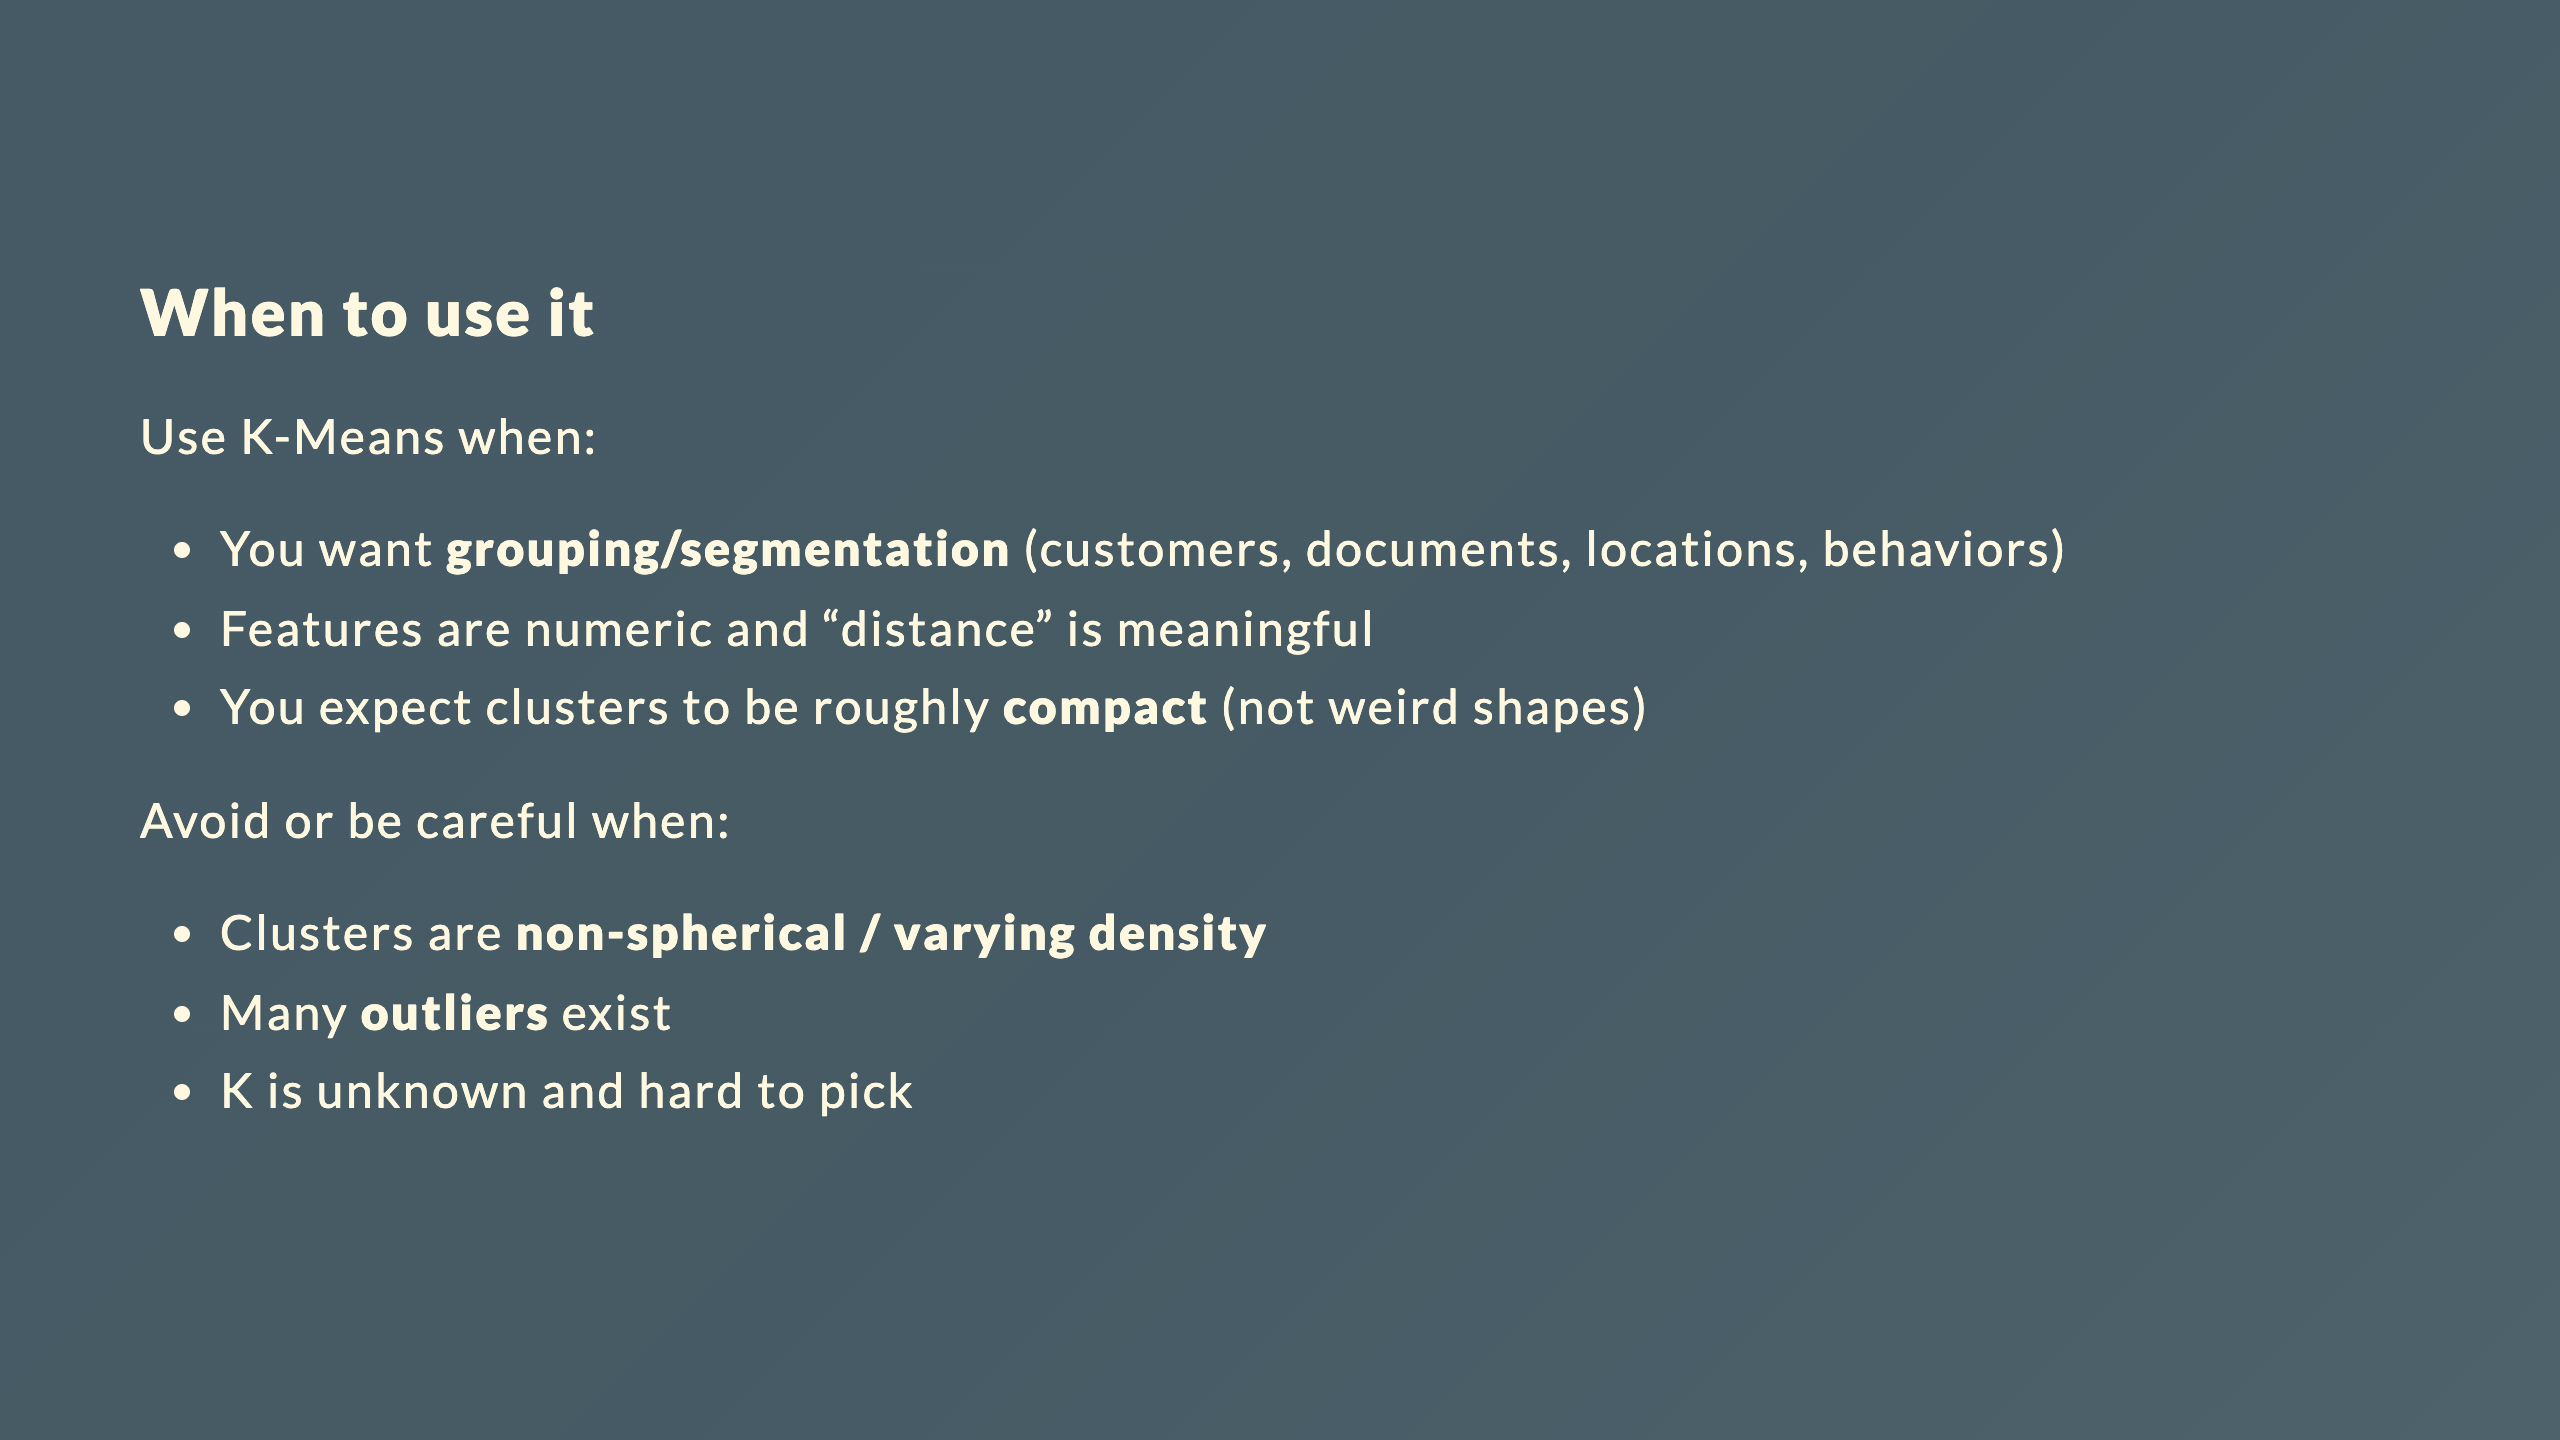 When to use it
Use K-Means when:
• You want grouping/segmentation (customers, documents, locations, behaviors)
• Features are numeric and “distance” is meaningful
• You expect clusters to be roughly compact (not weird shapes)
Avoid or be careful when:
• Clusters are non-spherical / varying density
• Many outliers exist
• K is unknown and hard to pick